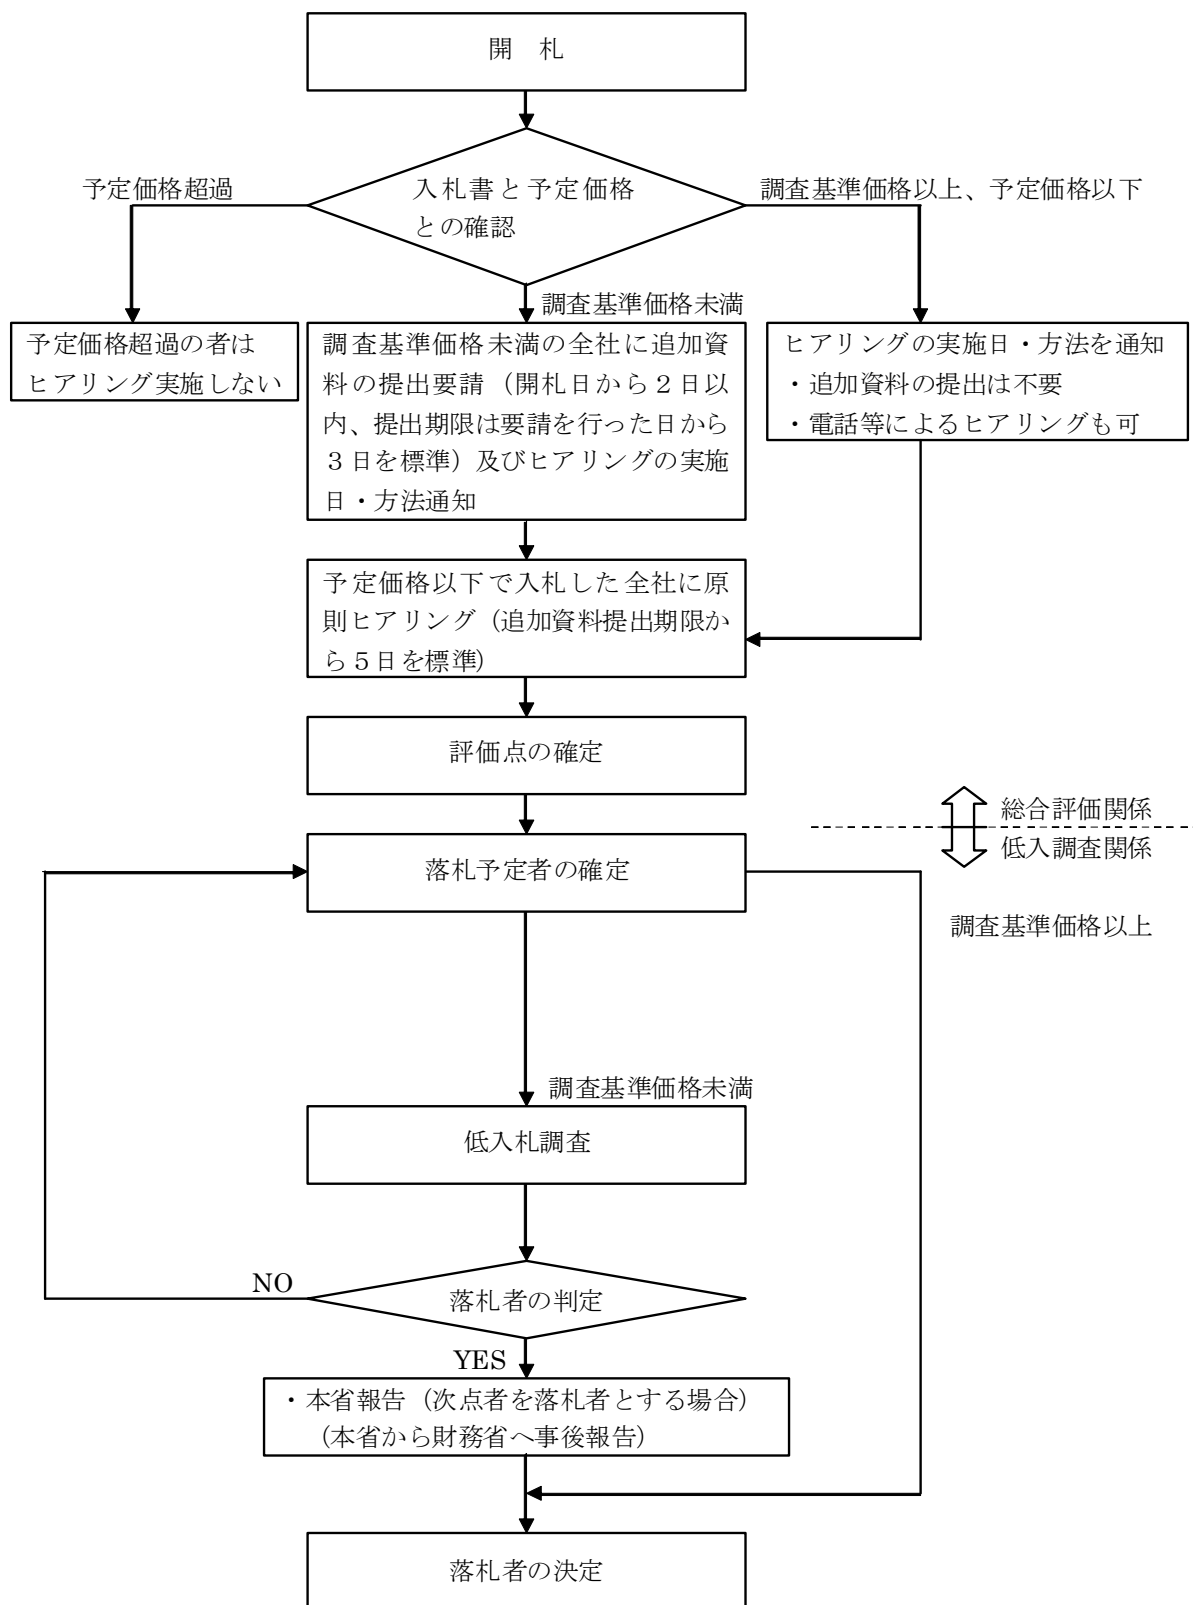 開　札
予定価格超過
入札書と予定価格
との確認
調査基準価格以上、予定価格以下
調査基準価格未満
予定価格超過の者は
ヒアリング実施しない
調査基準価格未満の全社に追加資
料の提出要請（開札日から２日以
内、提出期限は要請を行った日から
３日を標準）及びヒアリングの実施
日・方法通知
ヒアリングの実施日・方法を通知
・追加資料の提出は不要
・電話等によるヒアリングも可
予定価格以下で入札した全社に原
則ヒアリング（追加資料提出期限か
ら５日を標準）
評価点の確定
総合評価関係
低入調査関係
落札予定者の確定
調査基準価格以上
調査基準価格未満
低入札調査
NO
落札者の判定
YES
・本省報告（次点者を落札者とする場合）
（本省から財務省へ事後報告）
落札者の決定